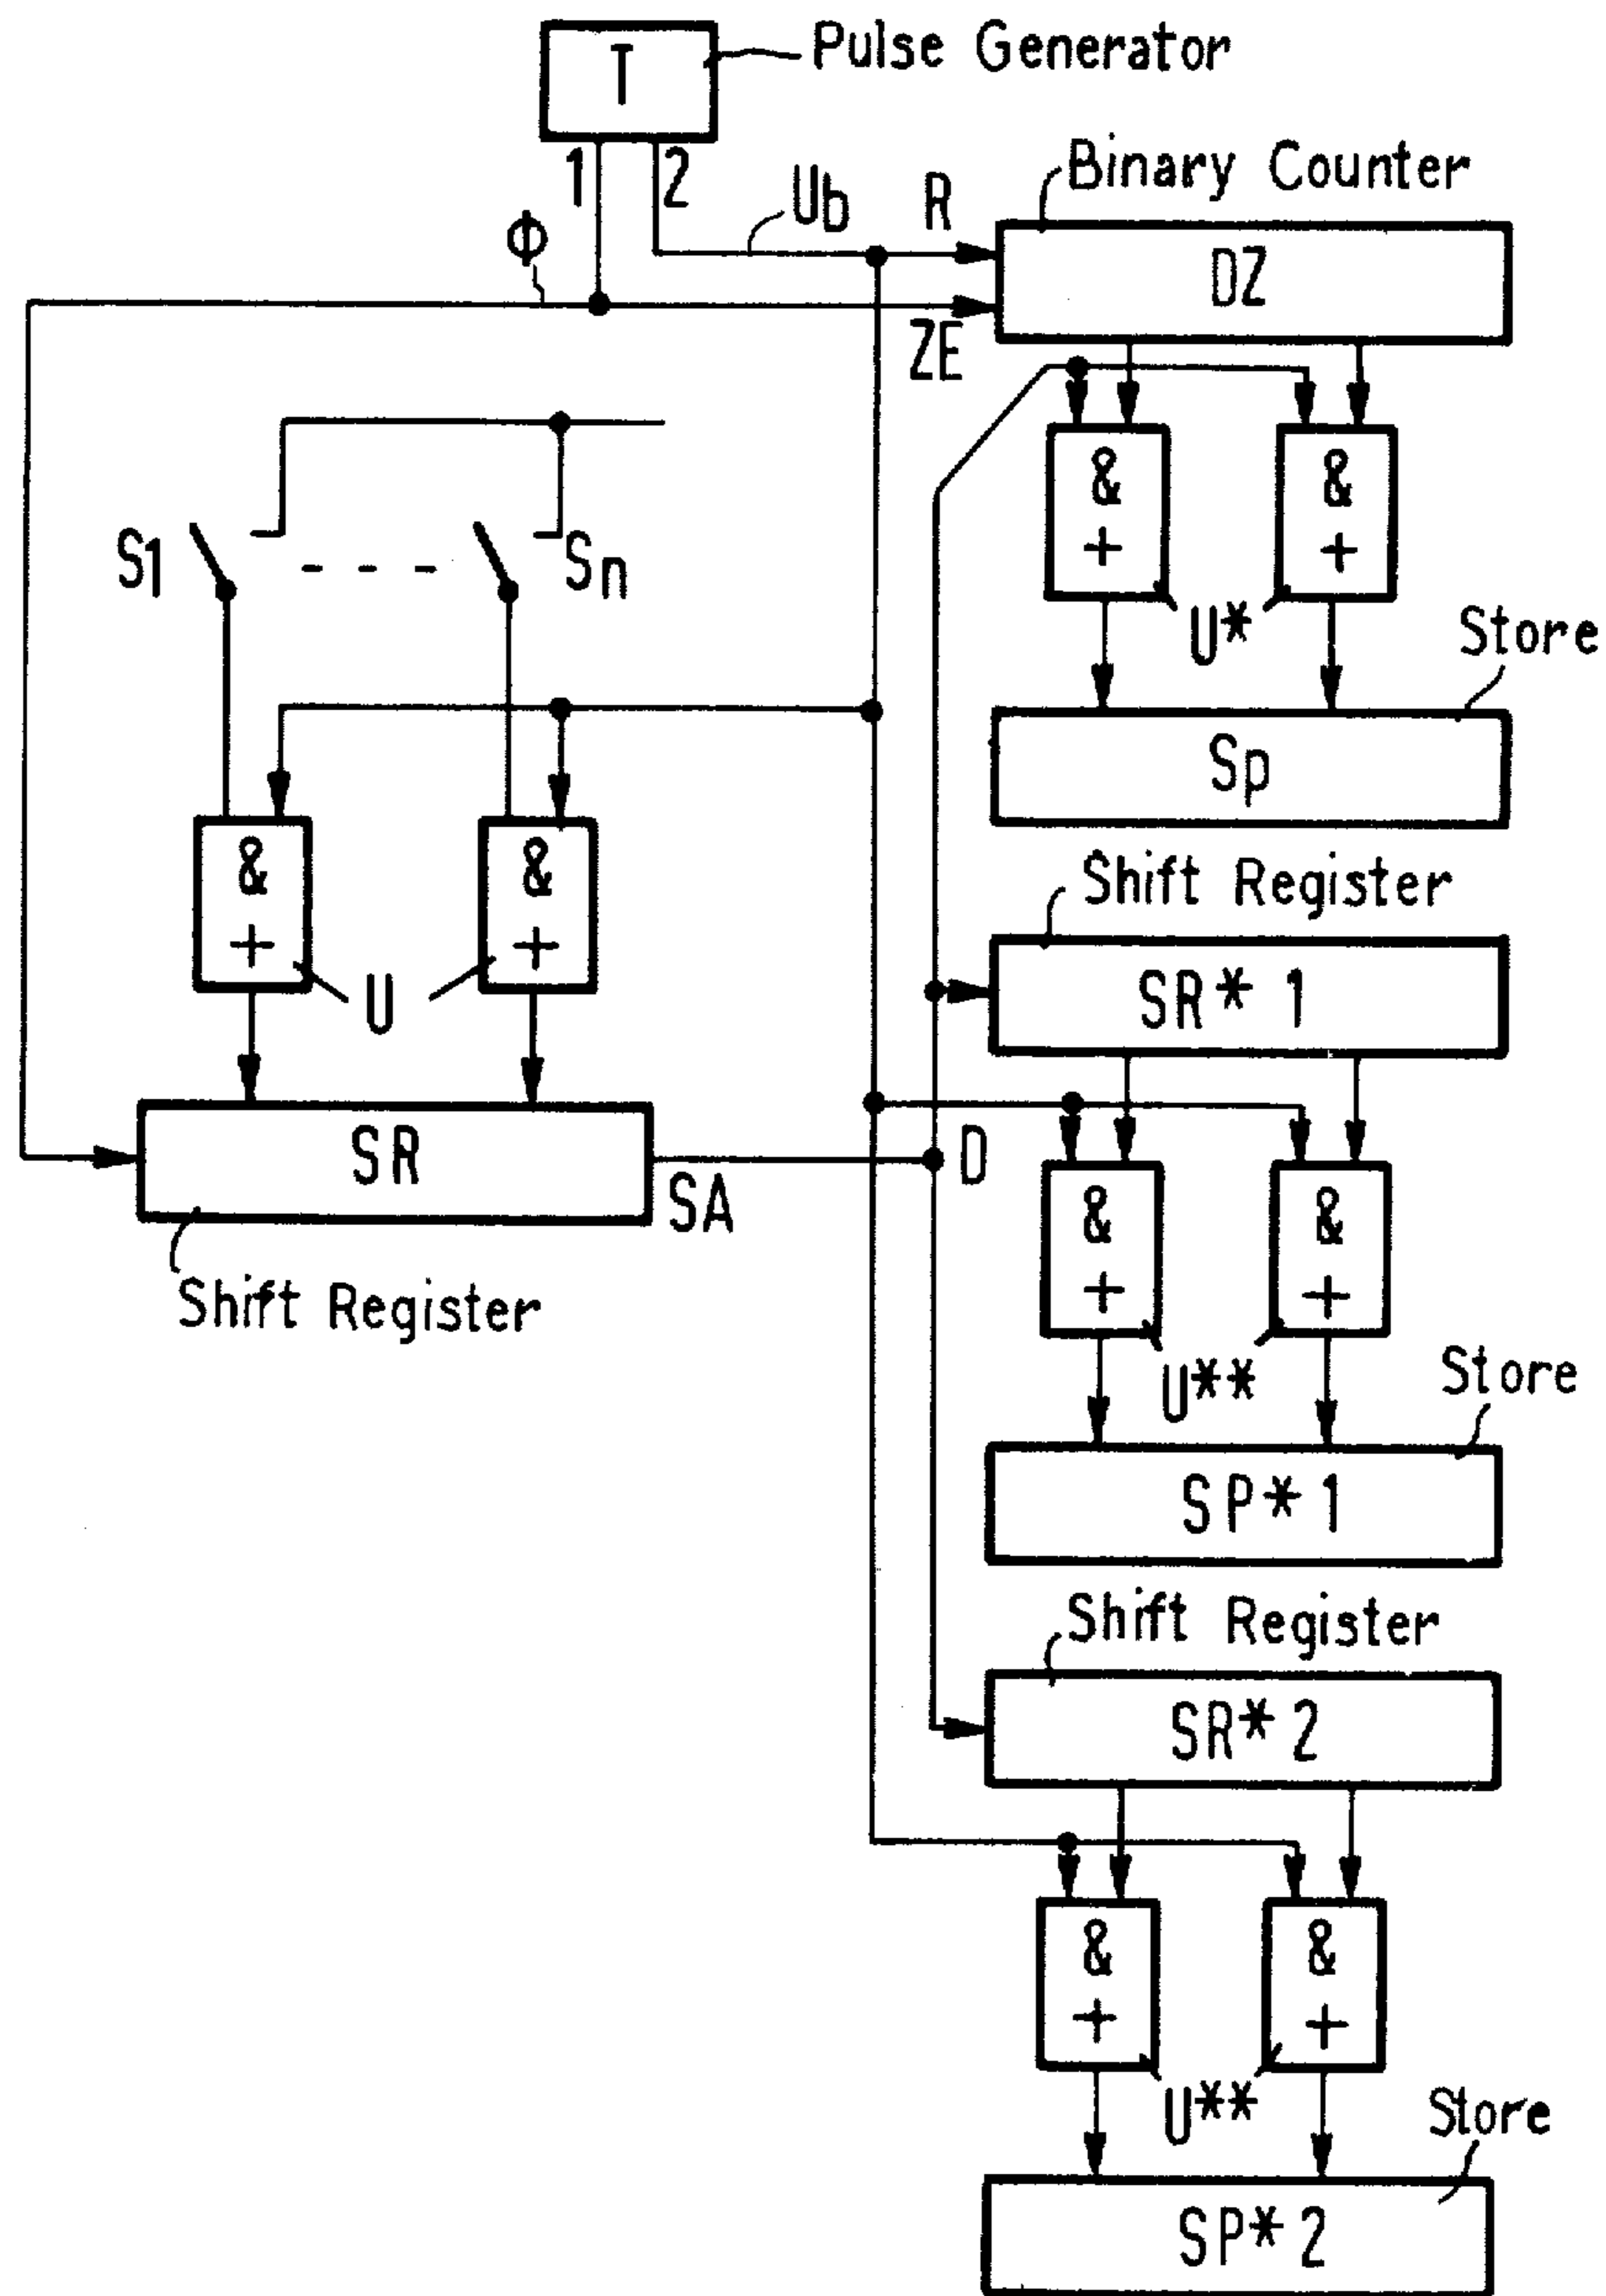 T
Pulse Generator
1
2
Ub
R
Φ
Binary Counter
DZ
ZE
&
+
&
+
U*
Store
Sp
S1
Sn
&
+
&
+
U
SR
SA
Shift Register
Shift Register
SR* 1
D
&
+
&
+
U**
Store
SP* 1
Shift Register
SR* 2
&
+
&
+
U**
Store
SP* 2